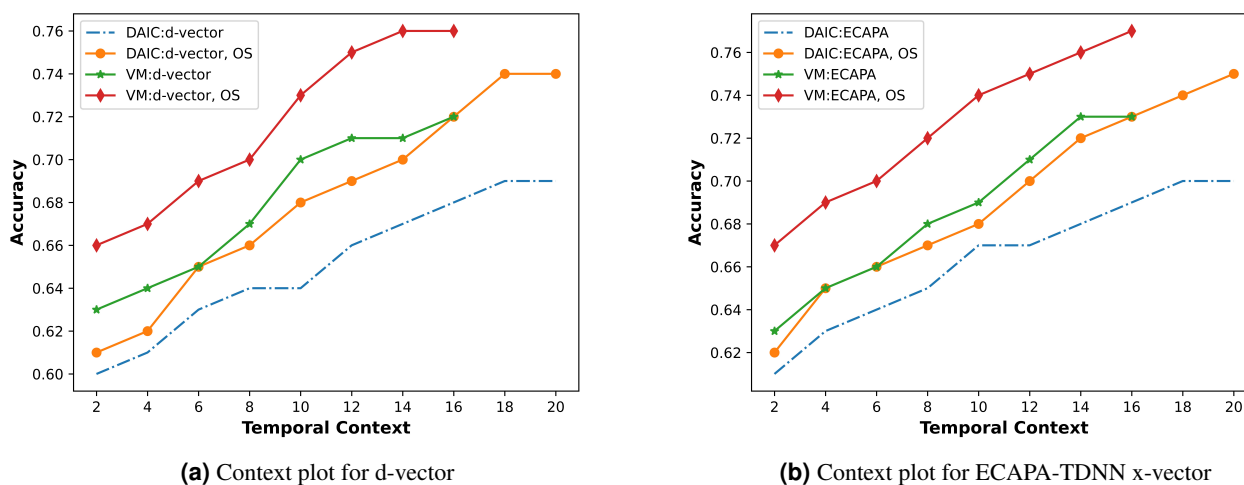 0.76
0.74
0.72
0.70
0.68
0.66
0.64
0.62
0.60
Accuracy
DAIC:d-vector
DAIC:d-vector, OS
VM:d-vector
VM:d-vector, OS
2 4 6 8 10 12 14 16 18 20
Temporal Context
(a) Context plot for d-vector
0.76
0.74
0.72
0.70
0.68
0.66
0.64
0.62
Accuracy
DAIC:ECAPA
DAIC:ECAPA, OS
VM:ECAPA
VM:ECAPA, OS
2 4 6 8 10 12 14 16 18 20
Temporal Context
(b) Context plot for ECAPA-TDNN x-vector